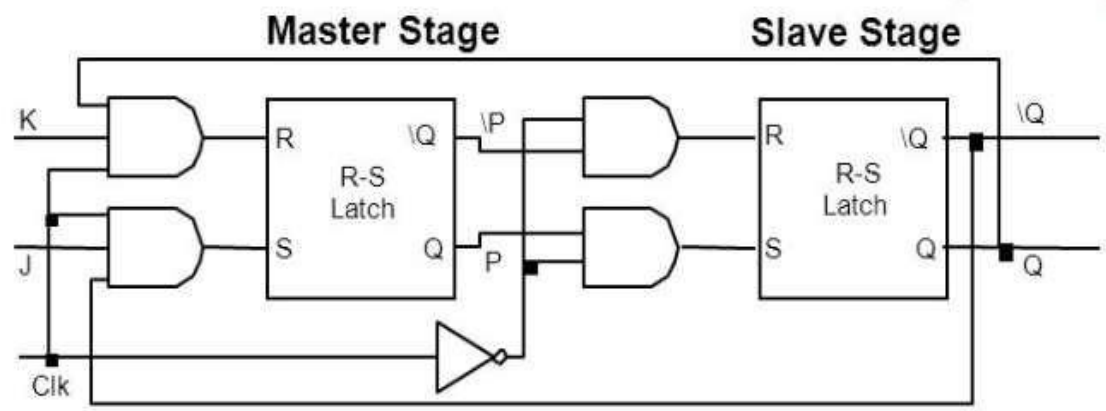 Master Stage
Slave Stage
K
\P
\Q
R
\Q
R
\Q
R-S
Latch
R-S
Latch
J
S
Q
P
S
Q
Q
Clk